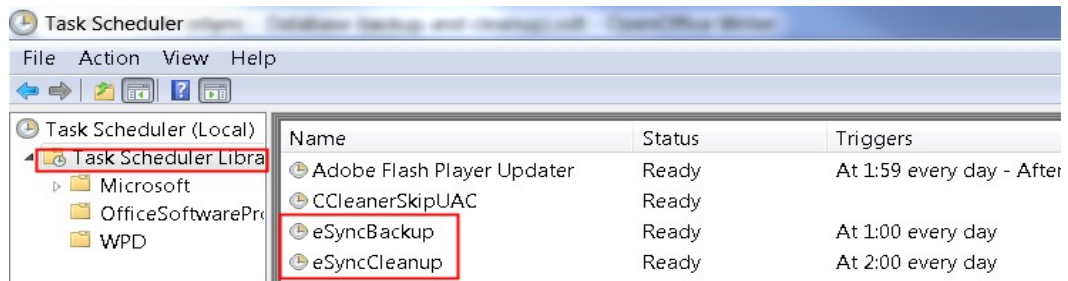 Task Scheduler
File Action View Help
Task Scheduler (Local)
Task Scheduler Libra
Microsoft
OfficeSoftwarePr
WPD
Name Status Triggers
Adobe Flash Player Updater Ready At 1:59 every day - After
CCleanerSkipUAC Ready
eSyncBackup Ready At 1:00 every day
eSyncCleanup Ready At 2:00 every day